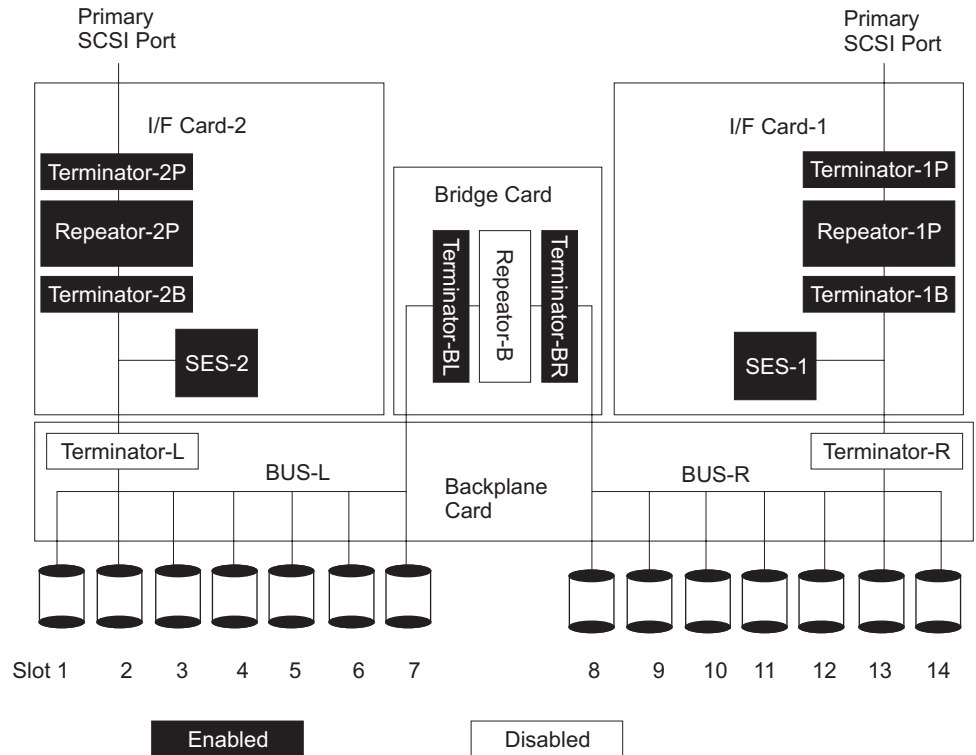 Primary
SCSI Port
Primary
SCSI Port
I/F Card-2
I/F Card-1
Terminator-2P
Repeater-2P
Terminator-2B
SES-2
Bridge Card
Terminator-BL
Repeator-B
Terminator-BR
Terminator-1P
Repeator-1P
Terminator-1B
SES-1
Terminator-L
Terminator-R
BUS-L
BUS-R
Backplane
Card
Slot 1 2 3 4 5 6 7 8 9 10 11 12 13 14
Enabled
Disabled